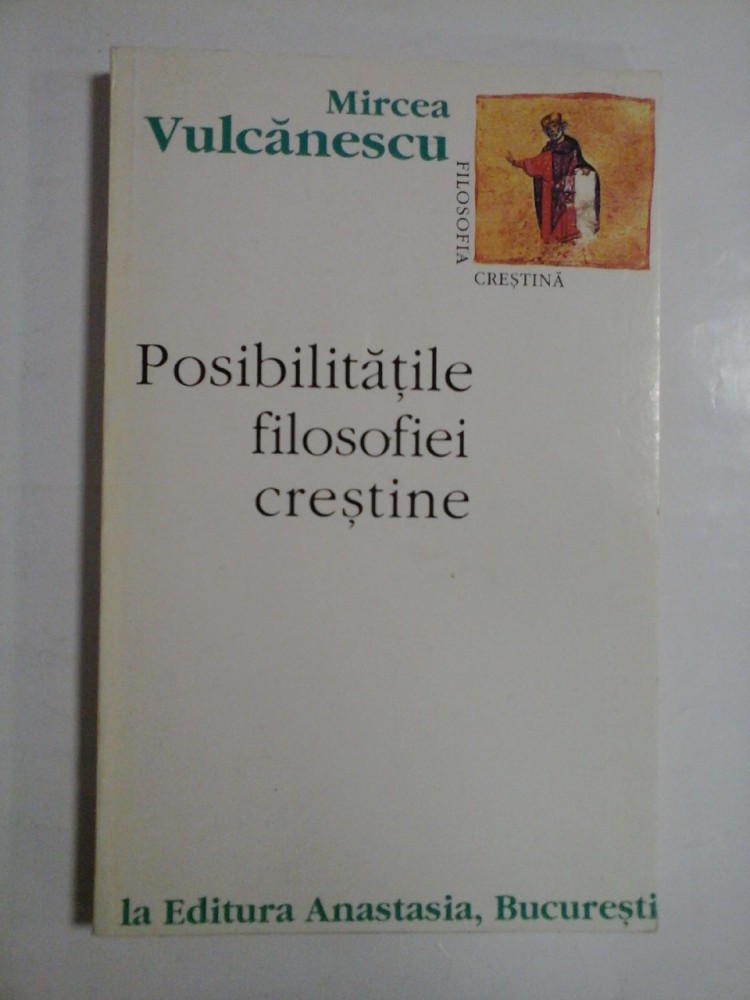 Mircea
Vulcănescu
FILOSOFIA
CREȘTINĂ
Posibilitățile
filosofiei
creștine
la Editura Anastasia, București